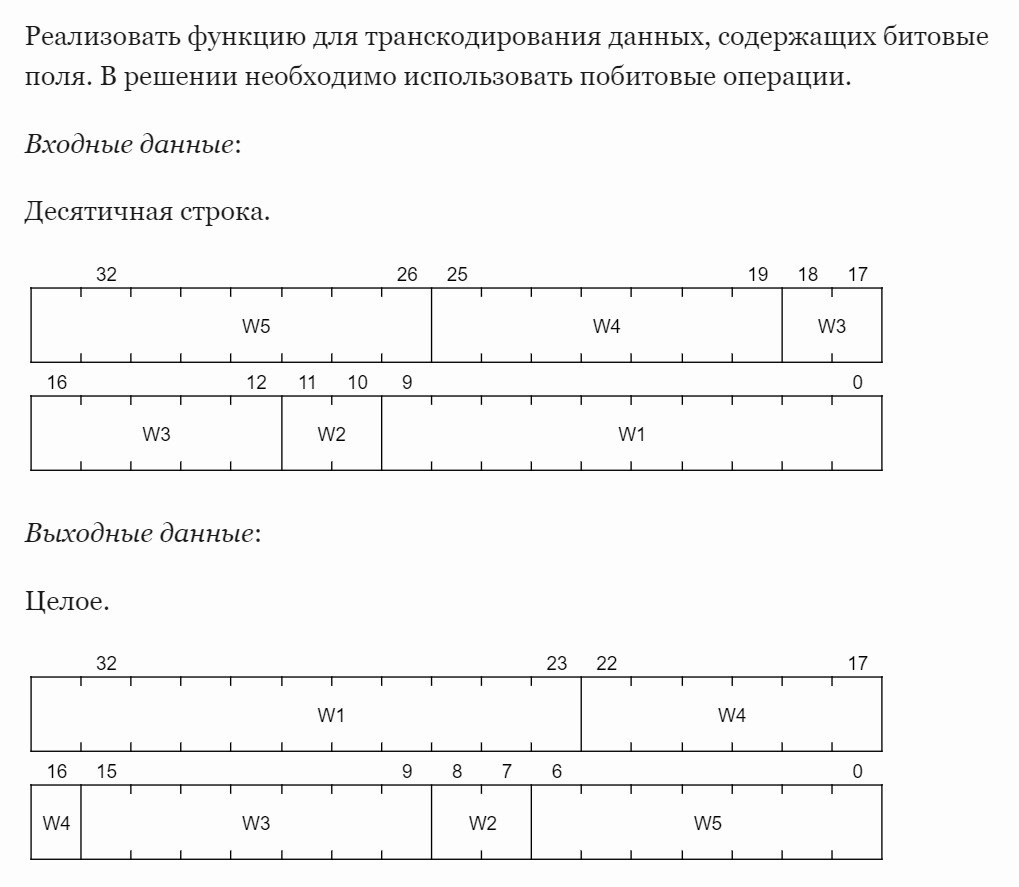 Реализовать функцию для транскодирования данных, содержащих битовые
поля. В решении необходимо использовать побитовые операции.
Входные данные:
Десятичная строка.
32 26 25 19 18 17
W5 W4 W3
16 12 11 10 9 0
W3 W2 W1
Выходные данные:
Целое.
32 23 22 17
W1 W4
16 15 9 8 7 6 0
W4 W3 W2 W5